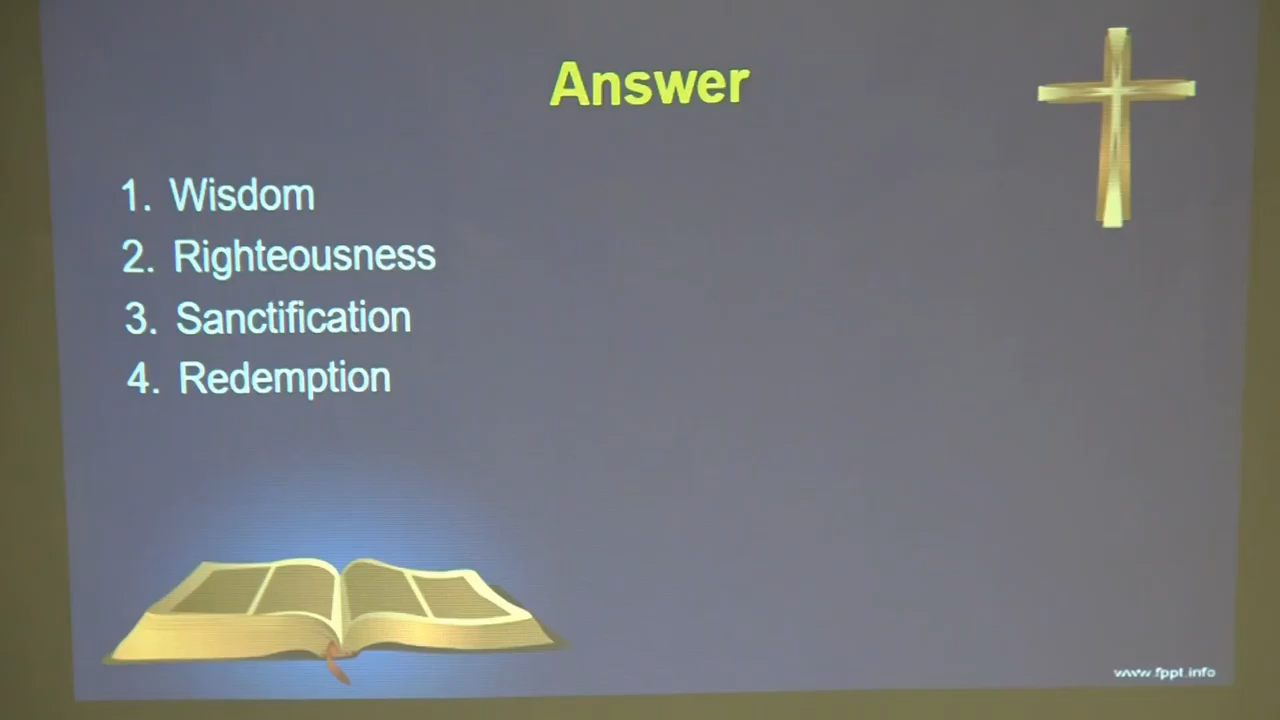 Answer
1. Wisdom
2. Righteousness
3. Sanctification
4. Redemption
www.fppt.info